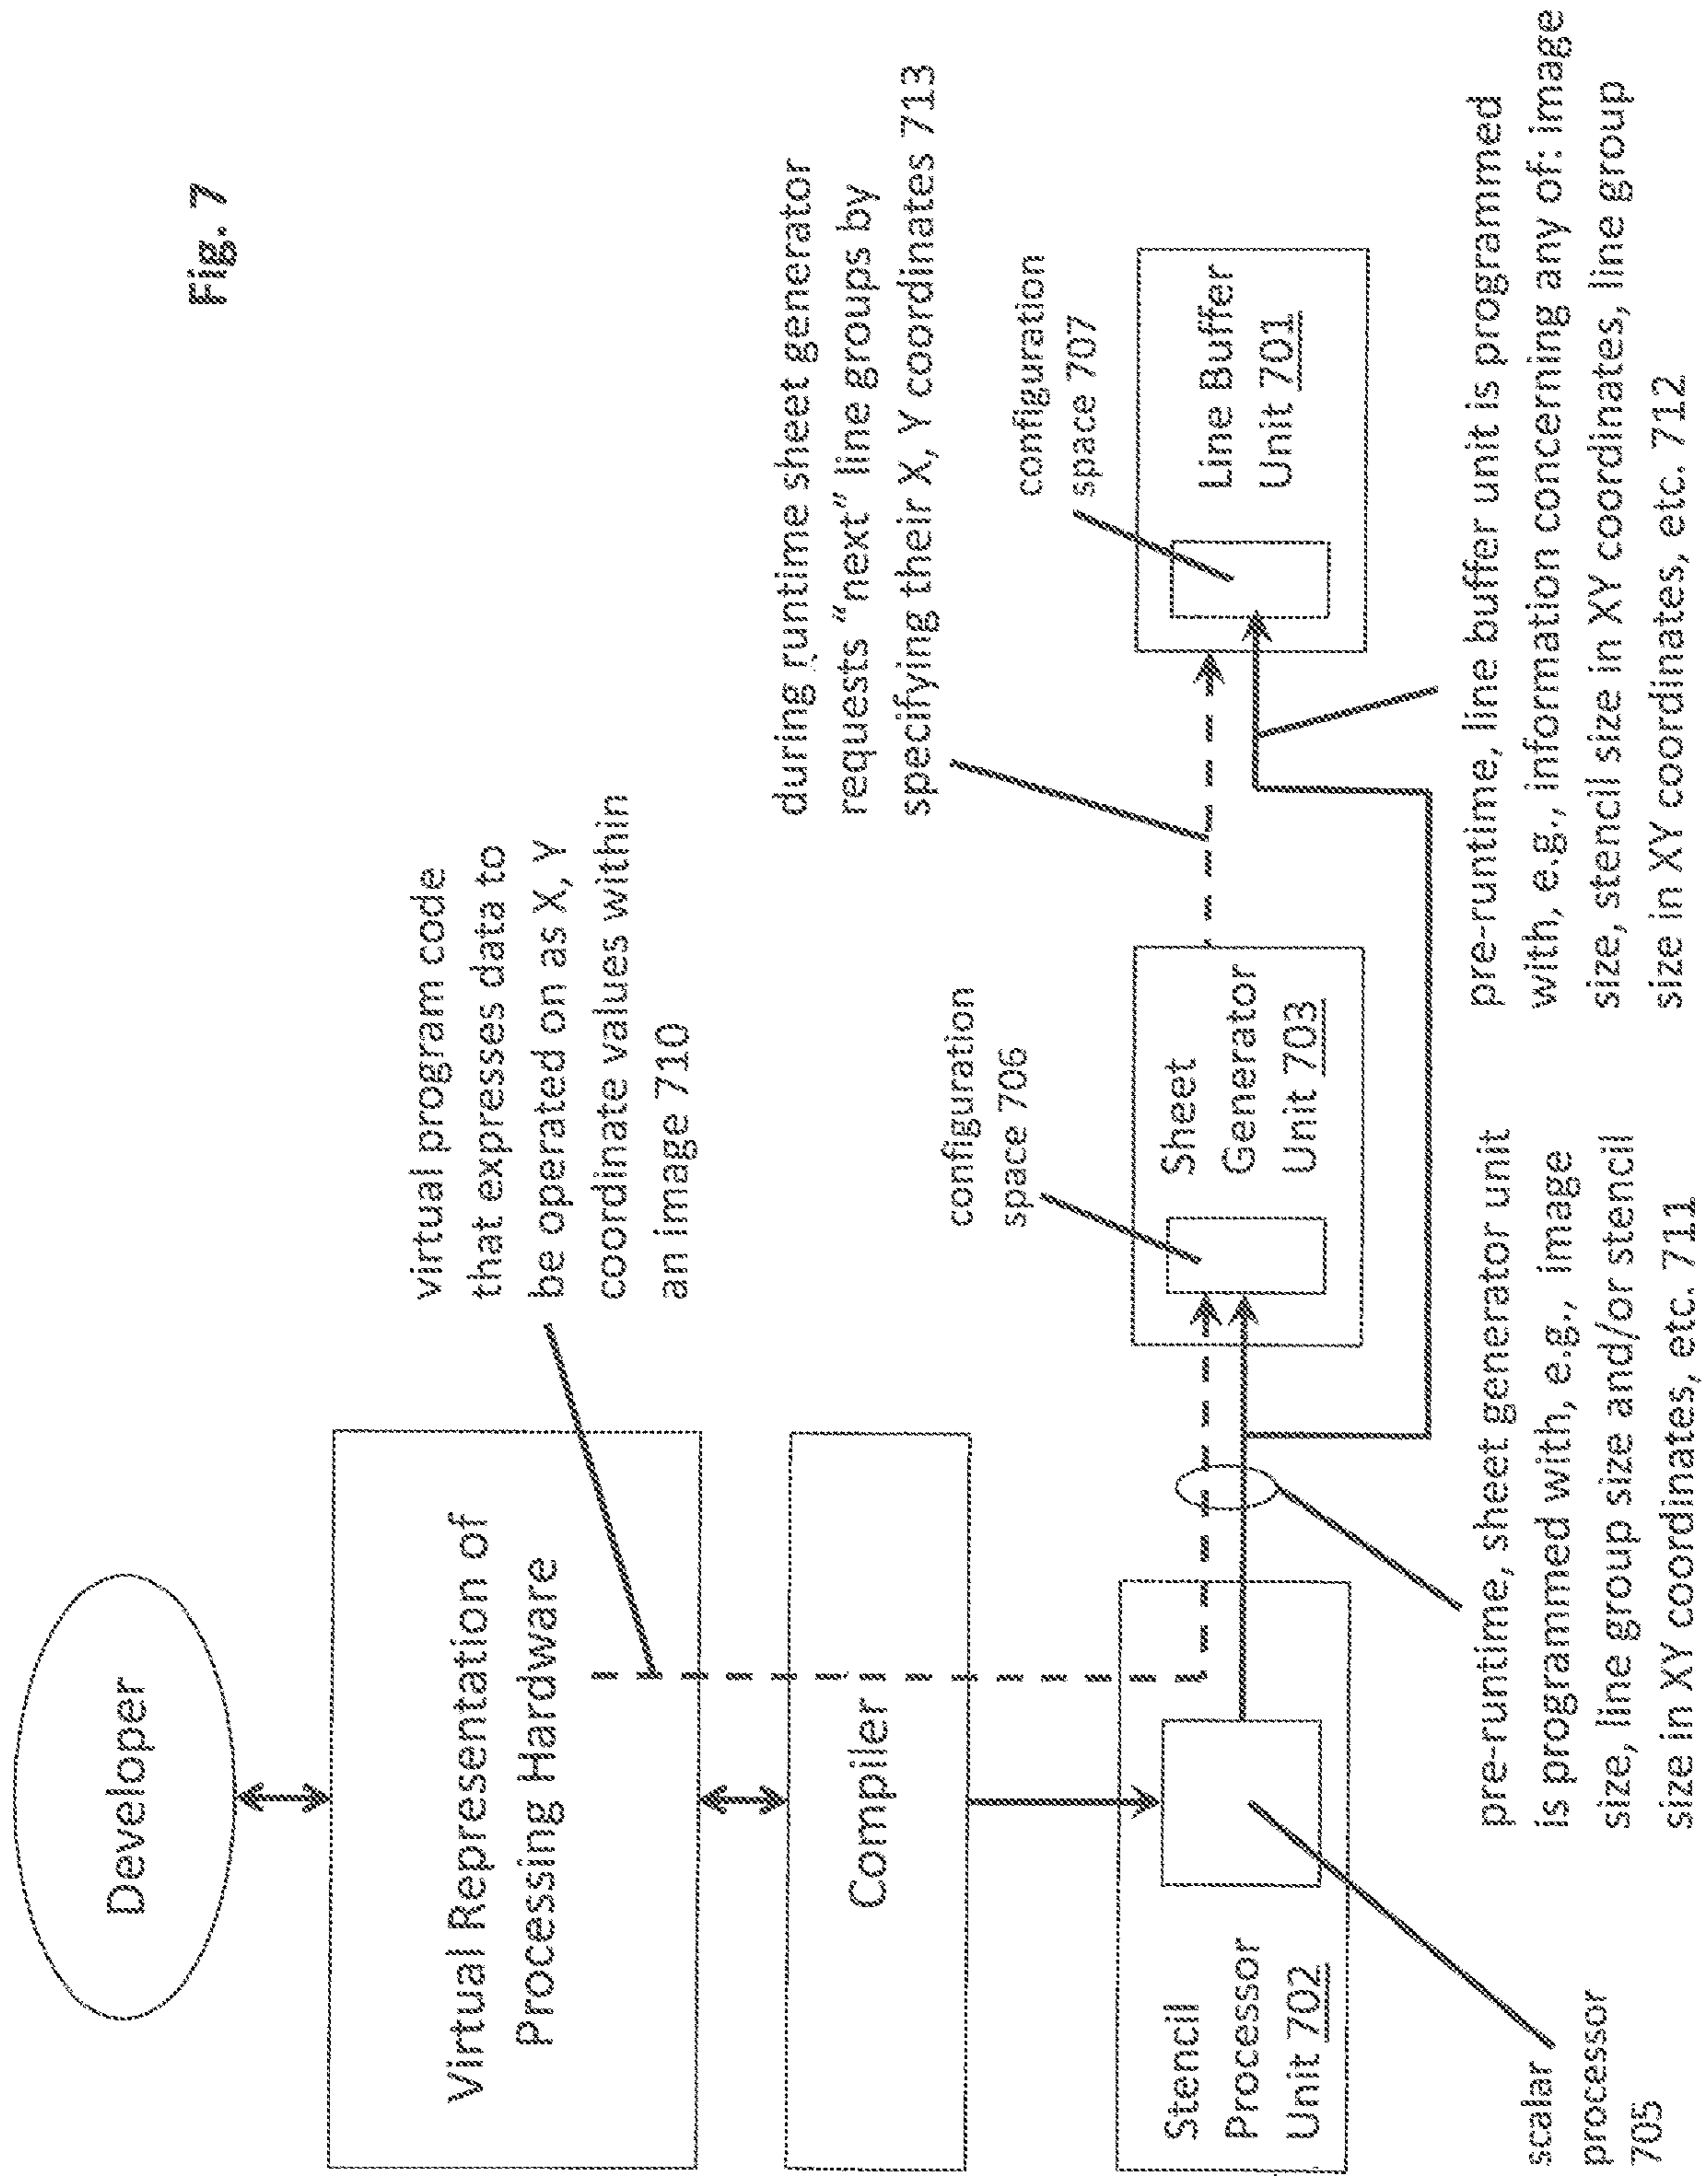 Fig. 7
Developer
Virtual Representation of
Processing Hardware
virtual program code
that expresses data to
be operated on as X, Y
coordinate values within
an image 710
Compiler
during runtime sheet generator
requests "next" line groups by
specifying their X, Y coordinates 713
configuration
space 706
configuration
space 707
Stencil
Processor
Unit 702
Sheet
Generator
Unit 703
Line Buffer
Unit 701
scalar
processor
705
pre-runtime, sheet generator unit
is programmed with, e.g., image
size, line group size and/or stencil
size in XY coordinates, etc. 711
pre-runtime, line buffer unit is programmed
with, e.g., information concerning any of: image
size, stencil size in XY coordinates, line group
size in XY coordinates, etc. 712